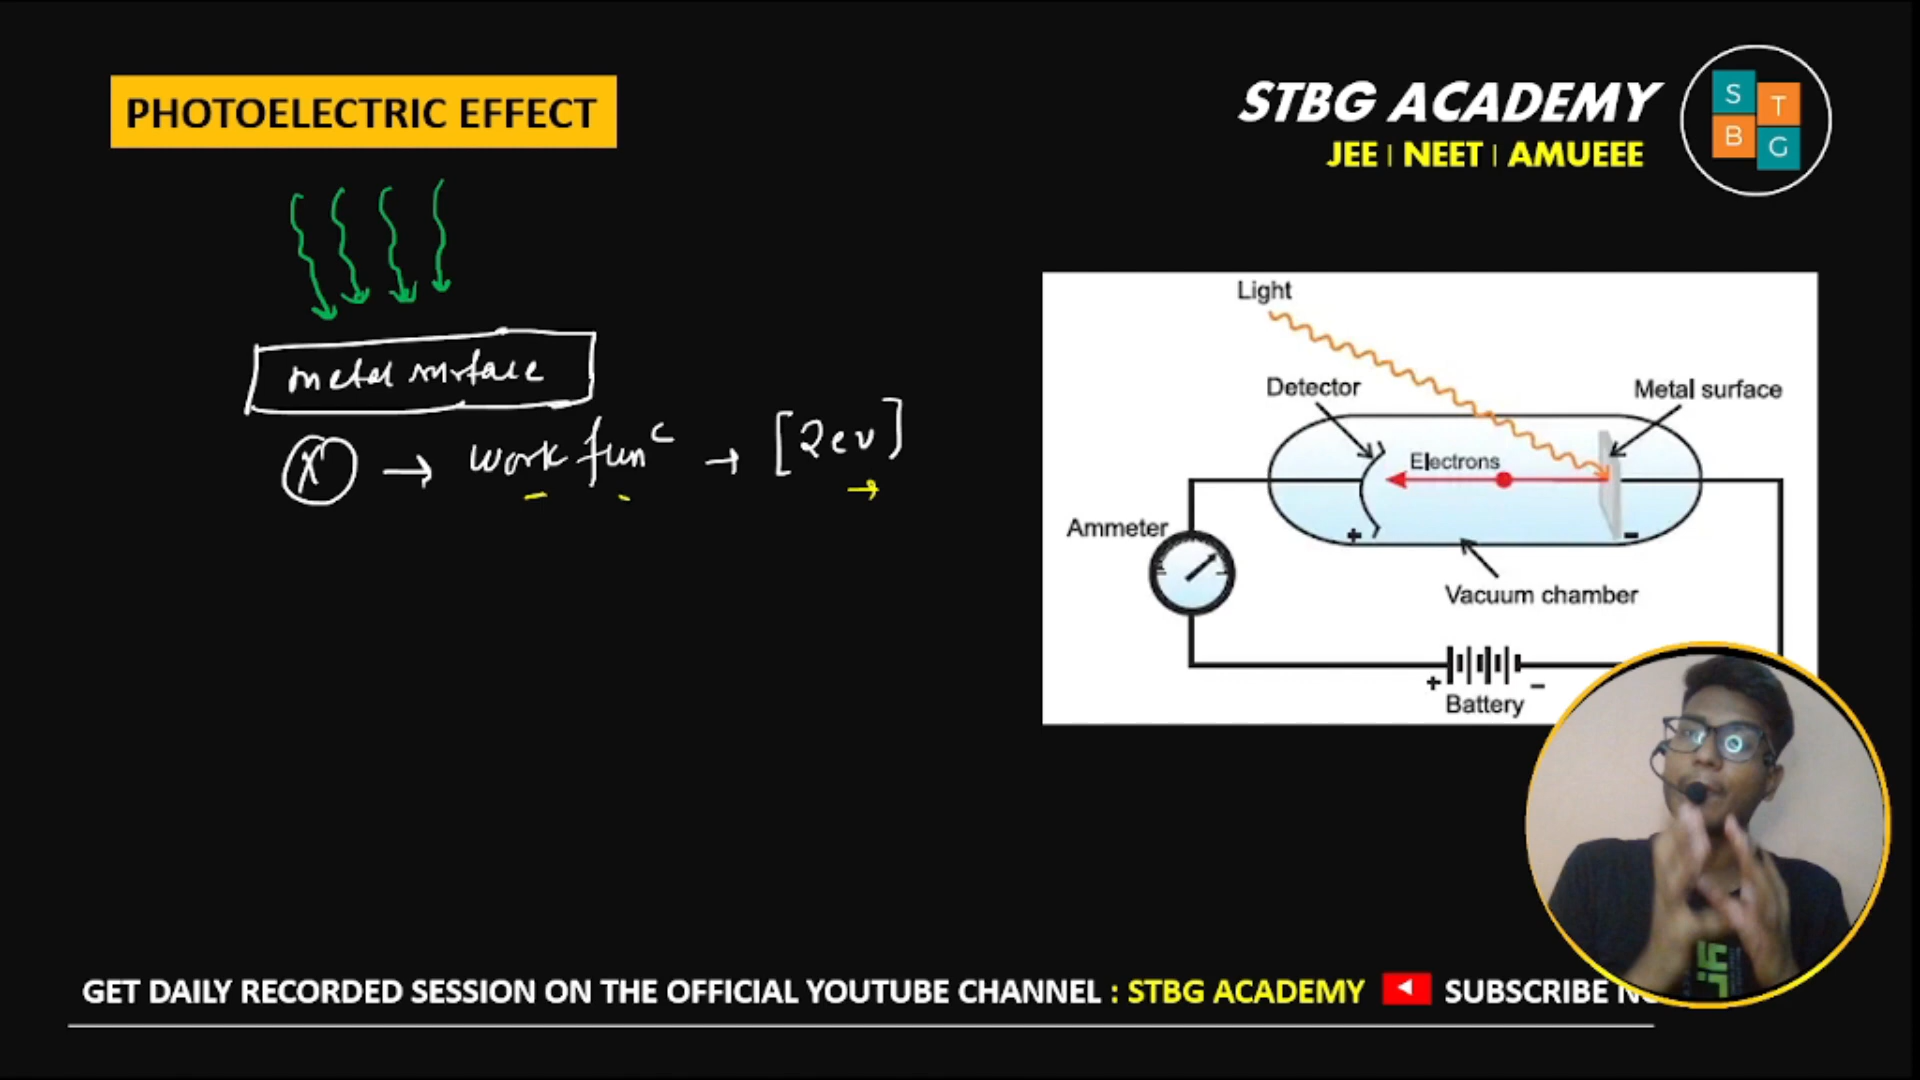 PHOTOELECTRIC EFFECT
STBG ACADEMY
JEE | NEET | AMUEEE
S T
B G
metal surface
X → work funᶜ → [2ev]
Light
Detector
Metal surface
Electrons
+ -
Ammeter
Vacuum chamber
+ -
Battery
GET DAILY RECORDED SESSION ON THE OFFICIAL YOUTUBE CHANNEL : STBG ACADEMY SUBSCRIBE